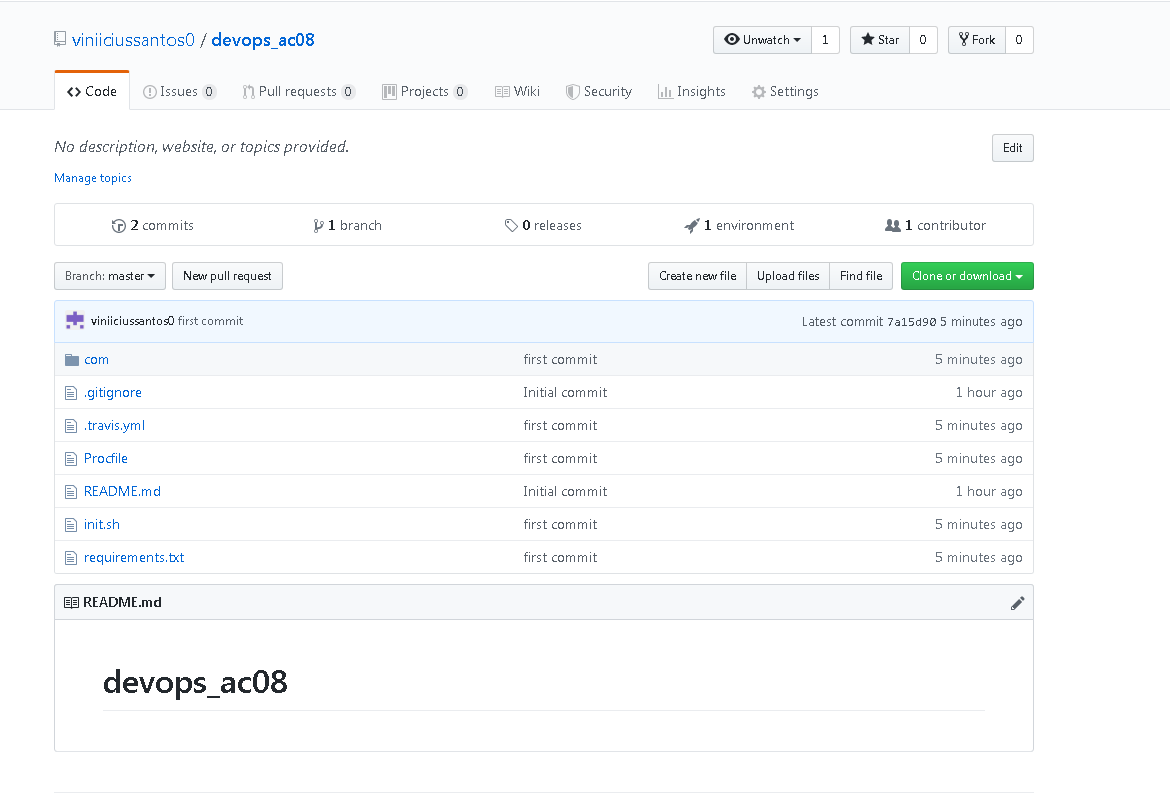 viniiciussantos0 / devops_ac08 Unwatch 1 Star 0 Fork 0
Code Issues 0 Pull requests 0 Projects 0 Wiki Security Insights Settings
No description, website, or topics provided. Edit
Manage topics
2 commits 1 branch 0 releases 1 environment 1 contributor
Branch: master New pull request Create new file Upload files Find file Clone or download
viniiciussantos0 first commit Latest commit 7a15d90 5 minutes ago
com first commit 5 minutes ago
.gitignore Initial commit 1 hour ago
.travis.yml first commit 5 minutes ago
Procfile first commit 5 minutes ago
README.md Initial commit 1 hour ago
init.sh first commit 5 minutes ago
requirements.txt first commit 5 minutes ago
README.md
devops_ac08